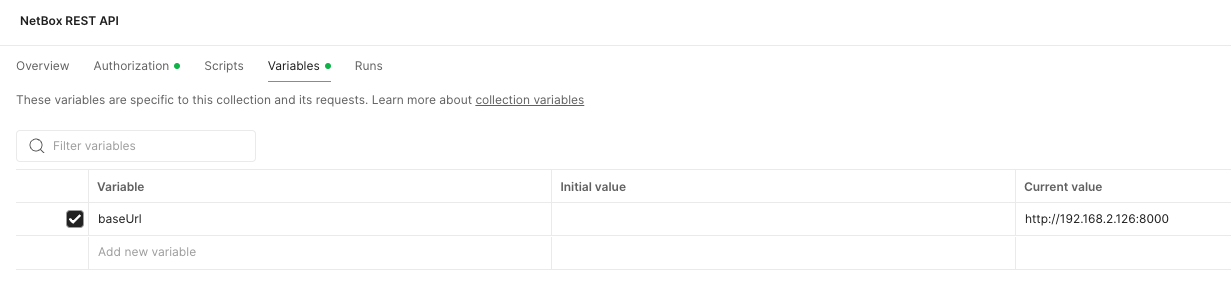 NetBox REST API
Overview Authorization Scripts Variables Runs
These variables are specific to this collection and its requests. Learn more about collection variables
Filter variables
Variable Initial value Current value
baseUrl http://192.168.2.126:8000
Add new variable